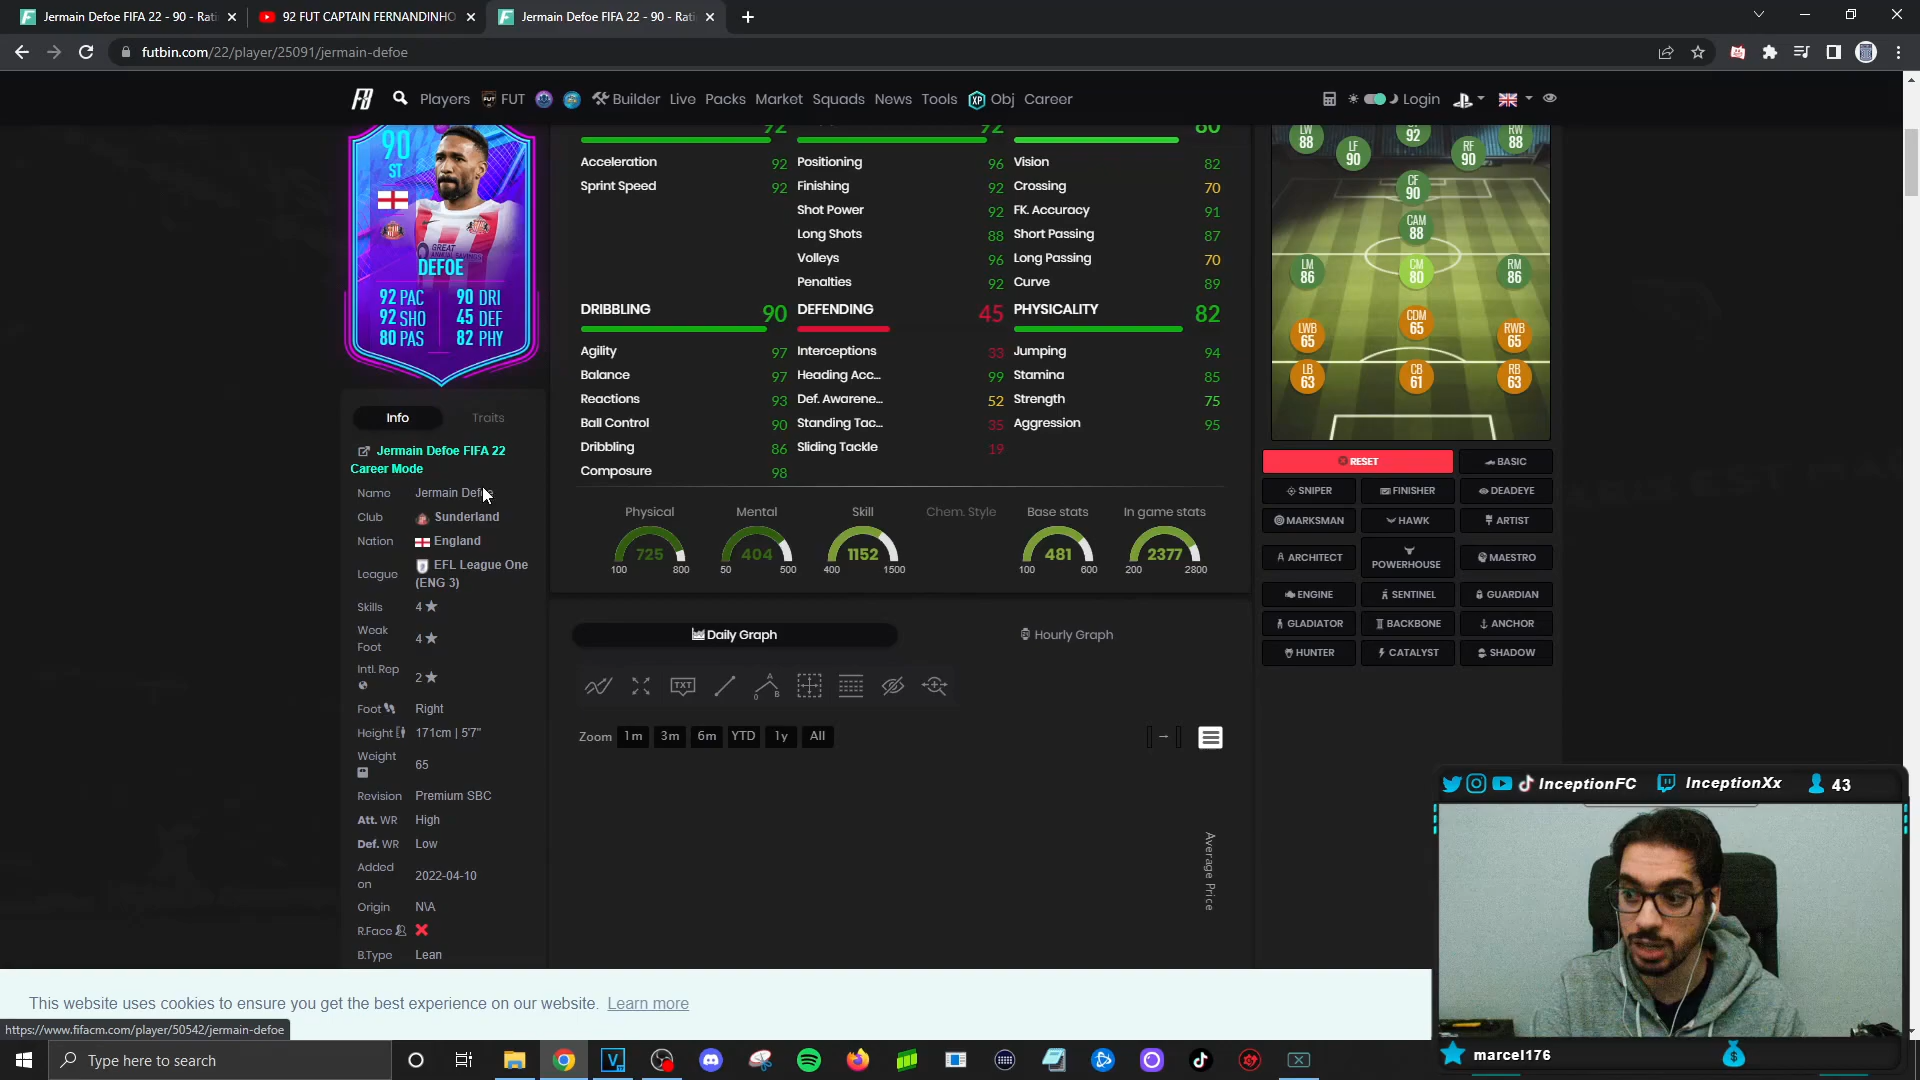 Jermain Defoe FIFA 22 - 90 - Rati
92 FUT CAPTAIN FERNANDINHO
Jermain Defoe FIFA 22 - 90 - Rati
futbin.com/22/player/25091/jermain-defoe
Players FUT Builder Live Packs Market Squads News Tools XP Obj Career
Login
90
ST
DEFOE
92 PAC 90 DRI
92 SHO 45 DEF
80 PAS 82 PHY
Info Traits
Jermain Defoe FIFA 22
Career Mode
Name Jermain Defoe
Club Sunderland
Nation England
League EFL League One
(ENG 3)
Skills 4
Weak
Foot 4
Intl. Rep 2
Foot Right
Height 171cm | 5'7"
Weight 65
Revision Premium SBC
Att. WR High
Def. WR Low
Added
on 2022-04-10
Origin N\A
R.Face
B.Type Lean
92 92 80
Acceleration 92
Sprint Speed 92
Positioning 96
Finishing 92
Shot Power 92
Long Shots 88
Volleys 96
Penalties 92
Vision 82
Crossing 70
FK. Accuracy 91
Short Passing 87
Long Passing 70
Curve 89
DRIBBLING 90
Agility 97
Balance 97
Reactions 93
Ball Control 90
Dribbling 86
Composure 98
DEFENDING 45
Interceptions 33
Heading Acc... 99
Def. Awarene... 52
Standing Tac... 35
Sliding Tackle 19
PHYSICALITY 82
Jumping 94
Stamina 85
Strength 75
Aggression 95
Physical Mental Skill Chem. Style Base stats In game stats
725 404 1152 481 2377
100 800 50 500 400 1500 100 600 200 2800
Daily Graph Hourly Graph
TXT
Zoom 1m 3m 6m YTD 1y All
→
Average Price
LW
88
92
RW
88
LF
90
RF
90
CF
90
CAM
88
LM
86
CM
80
RM
86
LWB
65
CDM
65
RWB
65
LB
63
CB
61
RB
63
RESET BASIC
SNIPER FINISHER DEADEYE
MARKSMAN HAWK ARTIST
ARCHITECT POWERHOUSE MAESTRO
ENGINE SENTINEL GUARDIAN
GLADIATOR BACKBONE ANCHOR
HUNTER CATALYST SHADOW
InceptionFC InceptionXx 43
marcel176
This website uses cookies to ensure you get the best experience on our website. Learn more
https://www.fifacm.com/player/50542/jermain-defoe
Type here to search